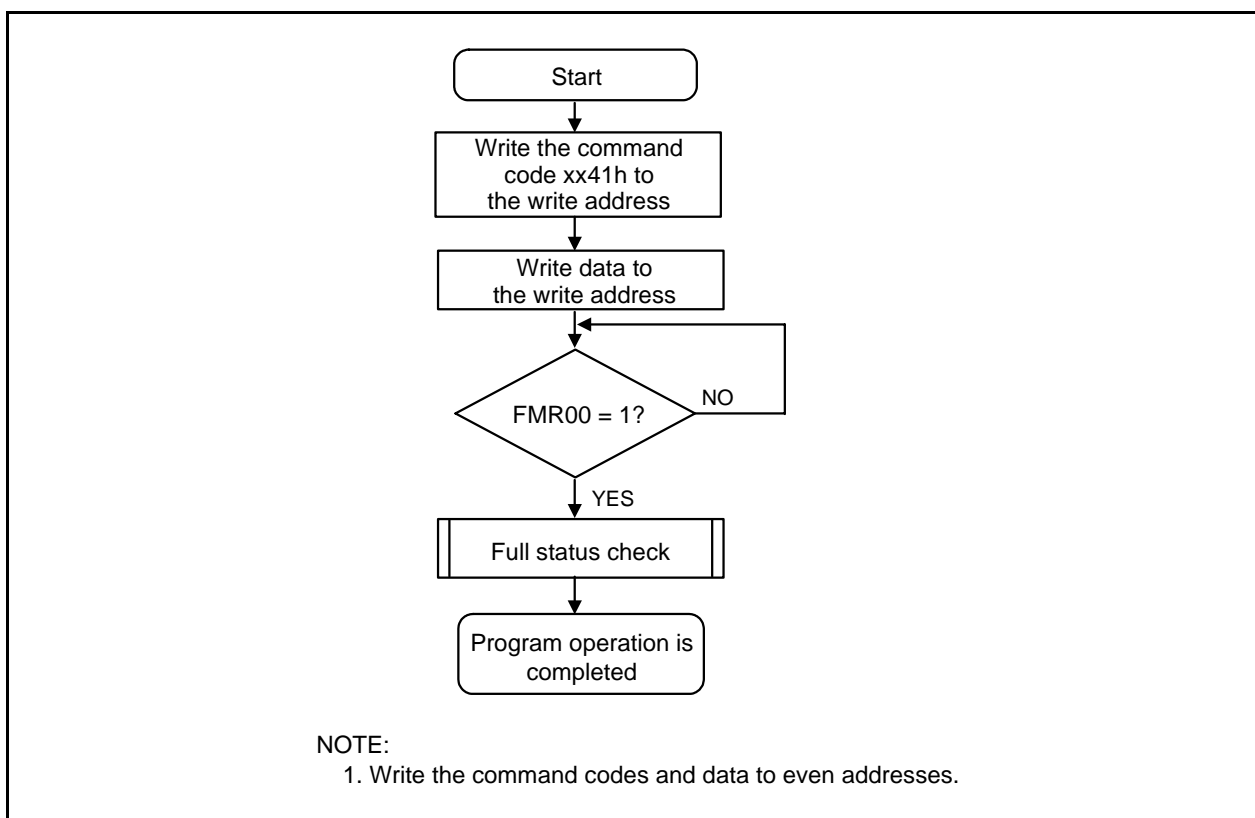 Start
Write the command
code xx41h to
the write address
Write data to
the write address
FMR00 = 1?
NO
YES
Full status check
Program operation is
completed
NOTE:
1. Write the command codes and data to even addresses.